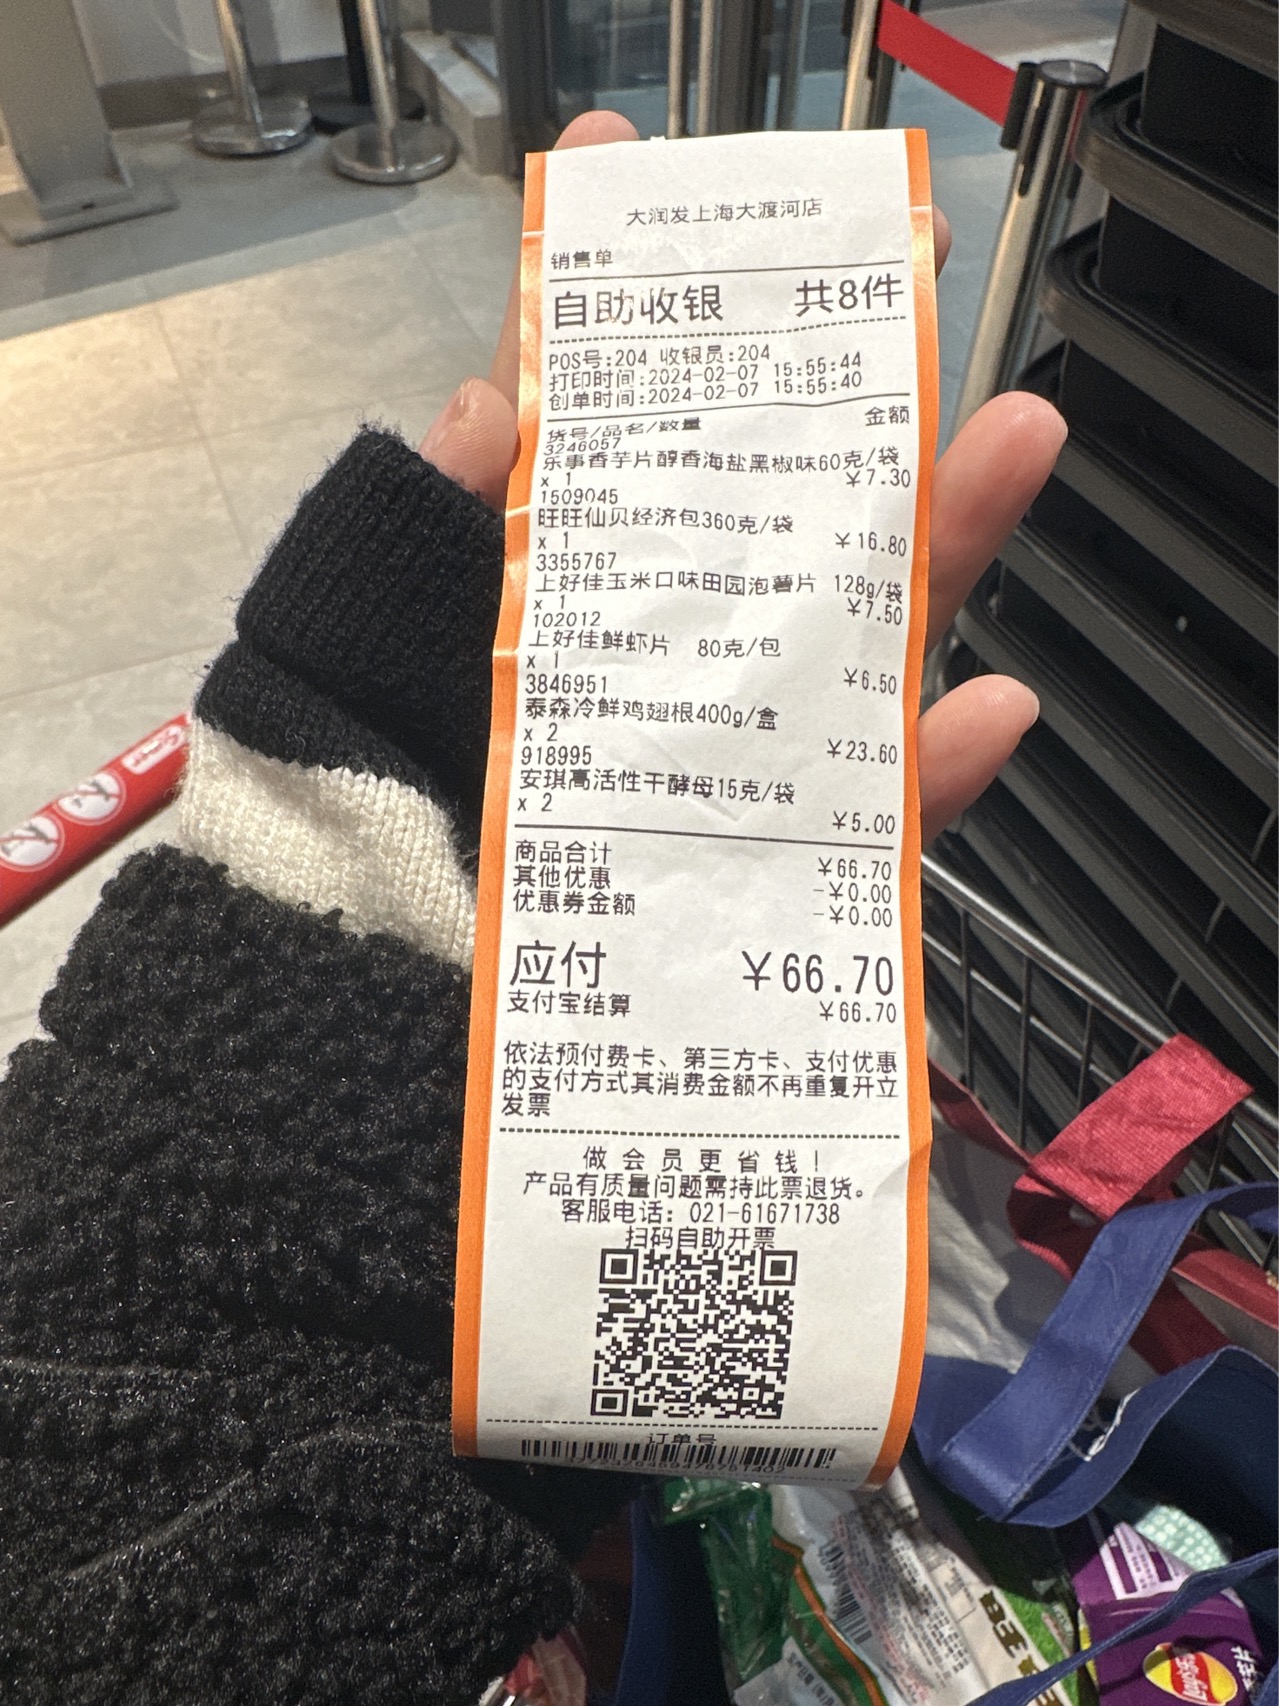 大润发上海大渡河店
销售单
自助收银 共8件
POS号:204 收银员:204
打印时间:2024-02-07 15:55:44
创单时间:2024-02-07 15:55:40
货号/品名/数量 金额
3246057
乐事香芋片醇香海盐黑椒味60克/袋
x 1 ￥7.30
1509045
旺旺仙贝经济包360克/袋
x 1 ￥16.80
3355767
上好佳玉米口味田园泡薯片 128g/袋
x 1 ￥7.50
102012
上好佳鲜虾片 80克/包
x 1 ￥6.50
3846951
泰森冷鲜鸡翅根400g/盒
x 2 ￥23.60
918995
安琪高活性干酵母15克/袋
x 2 ￥5.00
商品合计 ￥66.70
其他优惠 -￥0.00
优惠券金额 -￥0.00
应付 ￥66.70
支付宝结算 ￥66.70
依法预付费卡、第三方卡、支付优惠
的支付方式其消费金额不再重复开立
发票
做会员更省钱！
产品有质量问题需持此票退货。
客服电话: 021-61671738
扫码自助开票
订单号